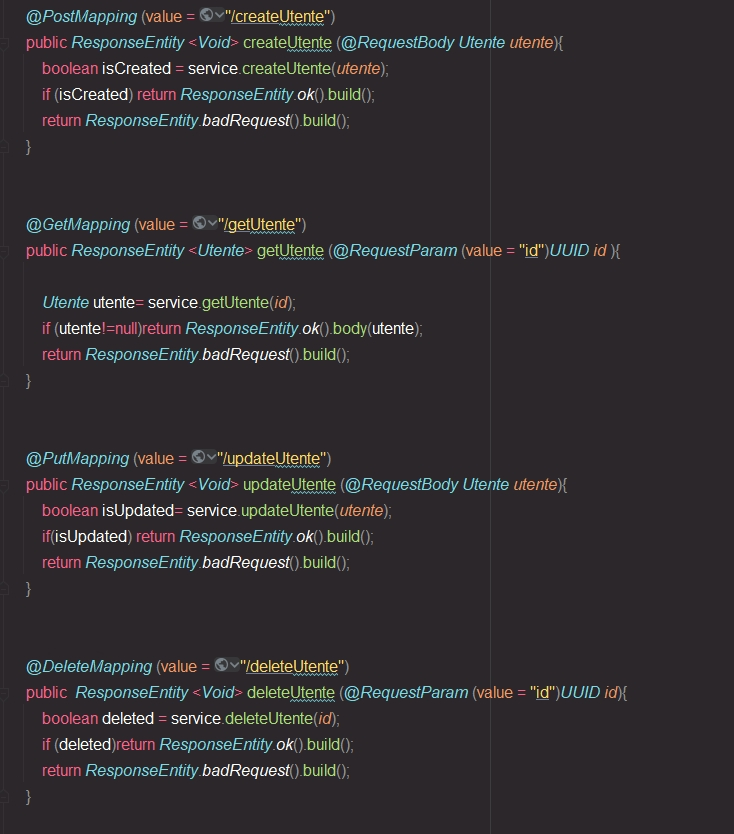 @PostMapping (value = "/createUtente")
public ResponseEntity <Void> createUtente (@RequestBody Utente utente){
boolean isCreated = service.createUtente(utente);
if (isCreated) return ResponseEntity.ok().build();
return ResponseEntity.badRequest().build();
}
@GetMapping (value = "/getUtente")
public ResponseEntity <Utente> getUtente (@RequestParam (value = "id")UUID id ){
Utente utente= service.getUtente(id);
if (utente!=null)return ResponseEntity.ok().body(utente);
return ResponseEntity.badRequest().build();
}
@PutMapping (value = "/updateUtente")
public ResponseEntity <Void> updateUtente (@RequestBody Utente utente){
boolean isUpdated= service.updateUtente(utente);
if(isUpdated) return ResponseEntity.ok().build();
return ResponseEntity.badRequest().build();
}
@DeleteMapping (value = "/deleteUtente")
public  ResponseEntity <Void> deleteUtente (@RequestParam (value = "id")UUID id){
boolean deleted = service.deleteUtente(id);
if (deleted)return ResponseEntity.ok().build();
return ResponseEntity.badRequest().build();
}